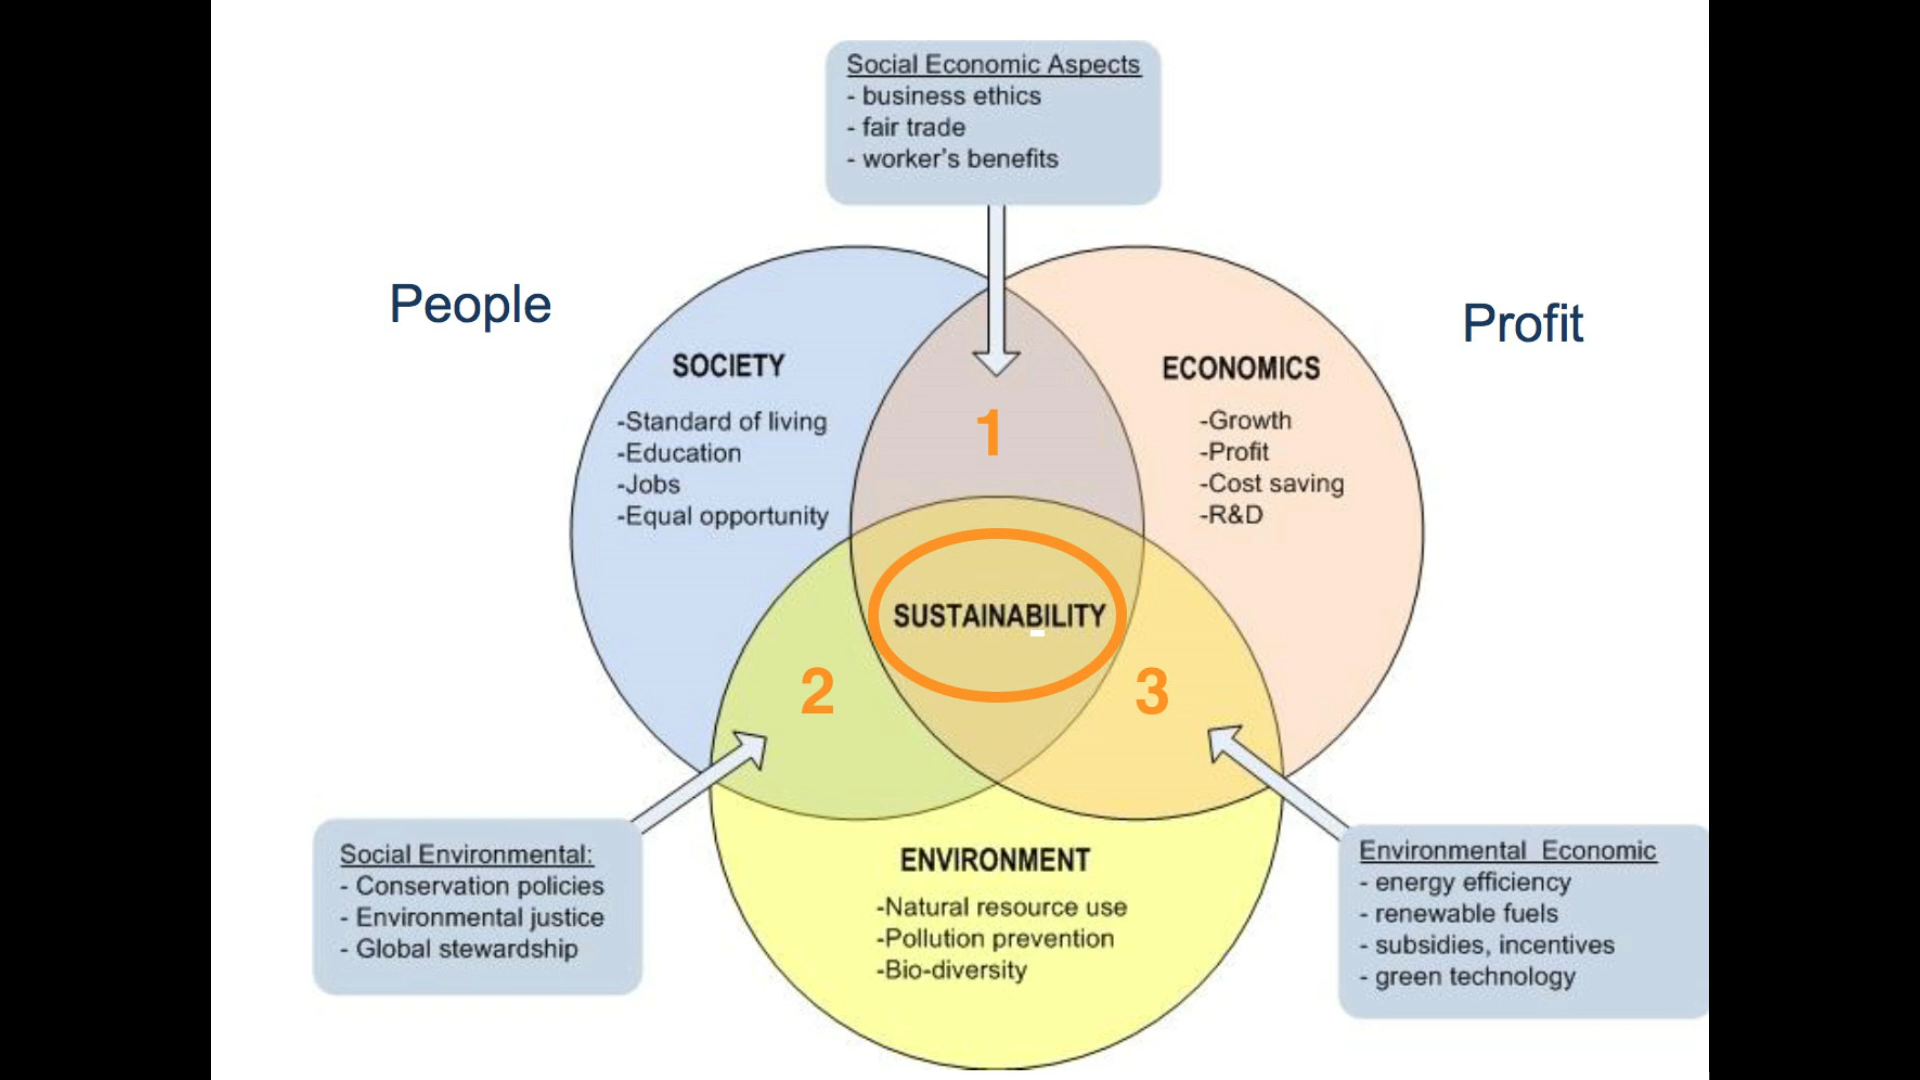 Social Economic Aspects
- business ethics
- fair trade
- worker's benefits
People
Profit
SOCIETY
-Standard of living
-Education
-Jobs
-Equal opportunity
1
ECONOMICS
-Growth
-Profit
-Cost saving
-R&D
SUSTAINABILITY
2
3
Social Environmental:
- Conservation policies
- Environmental justice
- Global stewardship
ENVIRONMENT
-Natural resource use
-Pollution prevention
-Bio-diversity
Environmental Economic
- energy efficiency
- renewable fuels
- subsidies, incentives
- green technology